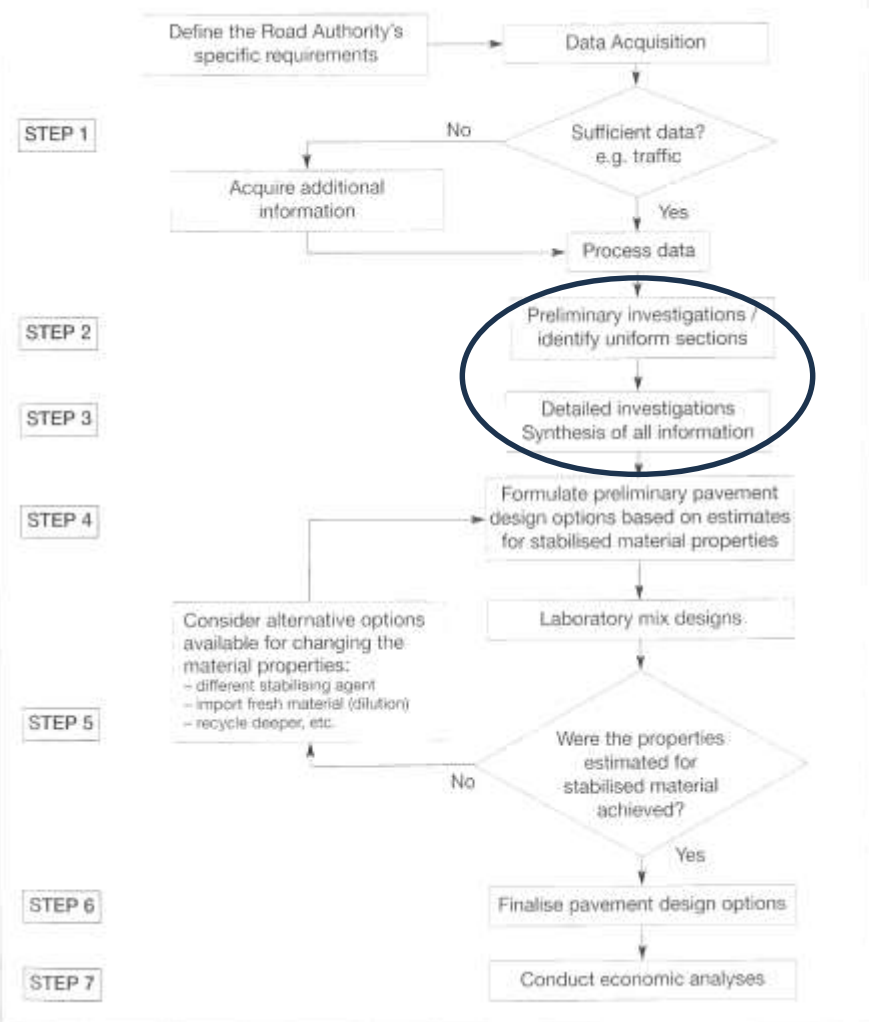 Define the Road Authority's
specific requirements
Data Acquisition
STEP 1
No
Sufficient data?
e.g. traffic
Acquire additional
information
Yes
Process data
STEP 2
Preliminary investigations /
identify uniform sections
STEP 3
Detailed investigations
Synthesis of all information
STEP 4
Formulate preliminary pavement
design options based on estimates
for stabilised material properties
Consider alternative options
available for changing the
material properties:
– different stabilising agent
– import fresh material (dilution)
– recycle deeper, etc.
Laboratory mix designs
STEP 5
Were the properties
estimated for
stabilised material
achieved?
No
Yes
STEP 6
Finalise pavement design options
STEP 7
Conduct economic analyses